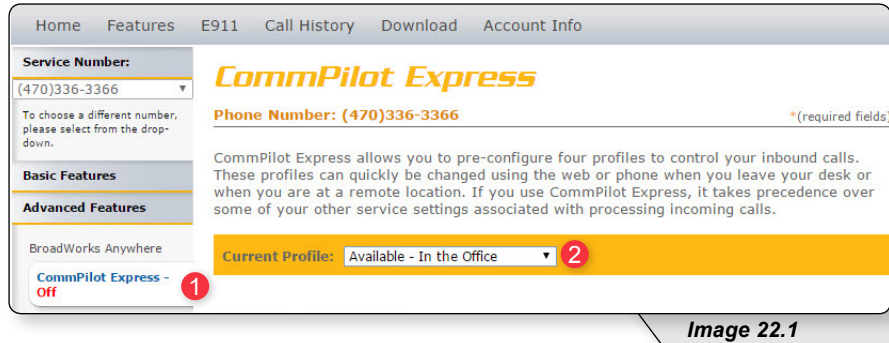 Home Features E911 Call History Download Account Info
Service Number:
(470)336-3366
To choose a different number,
please select from the drop-
down.
Basic Features
Advanced Features
BroadWorks Anywhere
CommPilot Express -
Off
1
CommPilot Express
Phone Number: (470)336-3366
*(required fields)
CommPilot Express allows you to pre-configure four profiles to control your inbound calls.
These profiles can quickly be changed using the web or phone when you leave your desk or
when you are at a remote location. If you use CommPilot Express, it takes precedence over
some of your other service settings associated with processing incoming calls.
Current Profile: Available - In the Office 2
Image 22.1